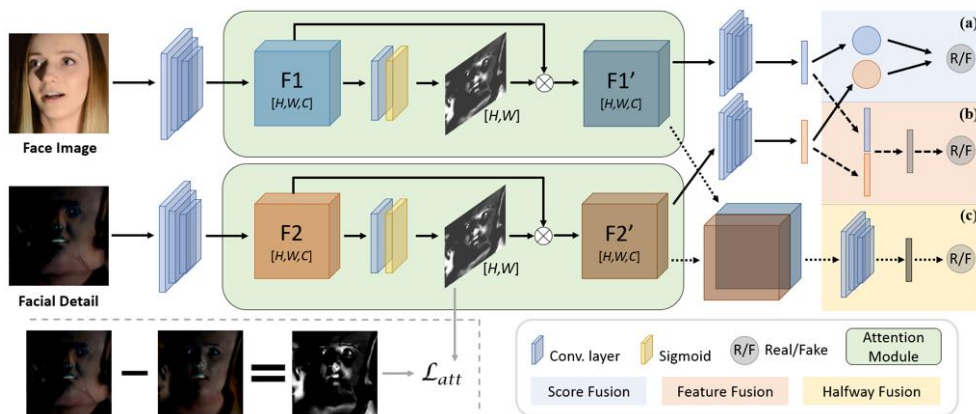 Face Image
F1
[H,W,C]
[H,W]
F1'
[H,W,C]
(a)
R/F
(b)
R/F
Facial Detail
F2
[H,W,C]
[H,W]
F2'
[H,W,C]
(c)
R/F
ℒatt
Conv. layer
Sigmoid
R/F
Real/Fake
Attention
Module
Score Fusion
Feature Fusion
Halfway Fusion